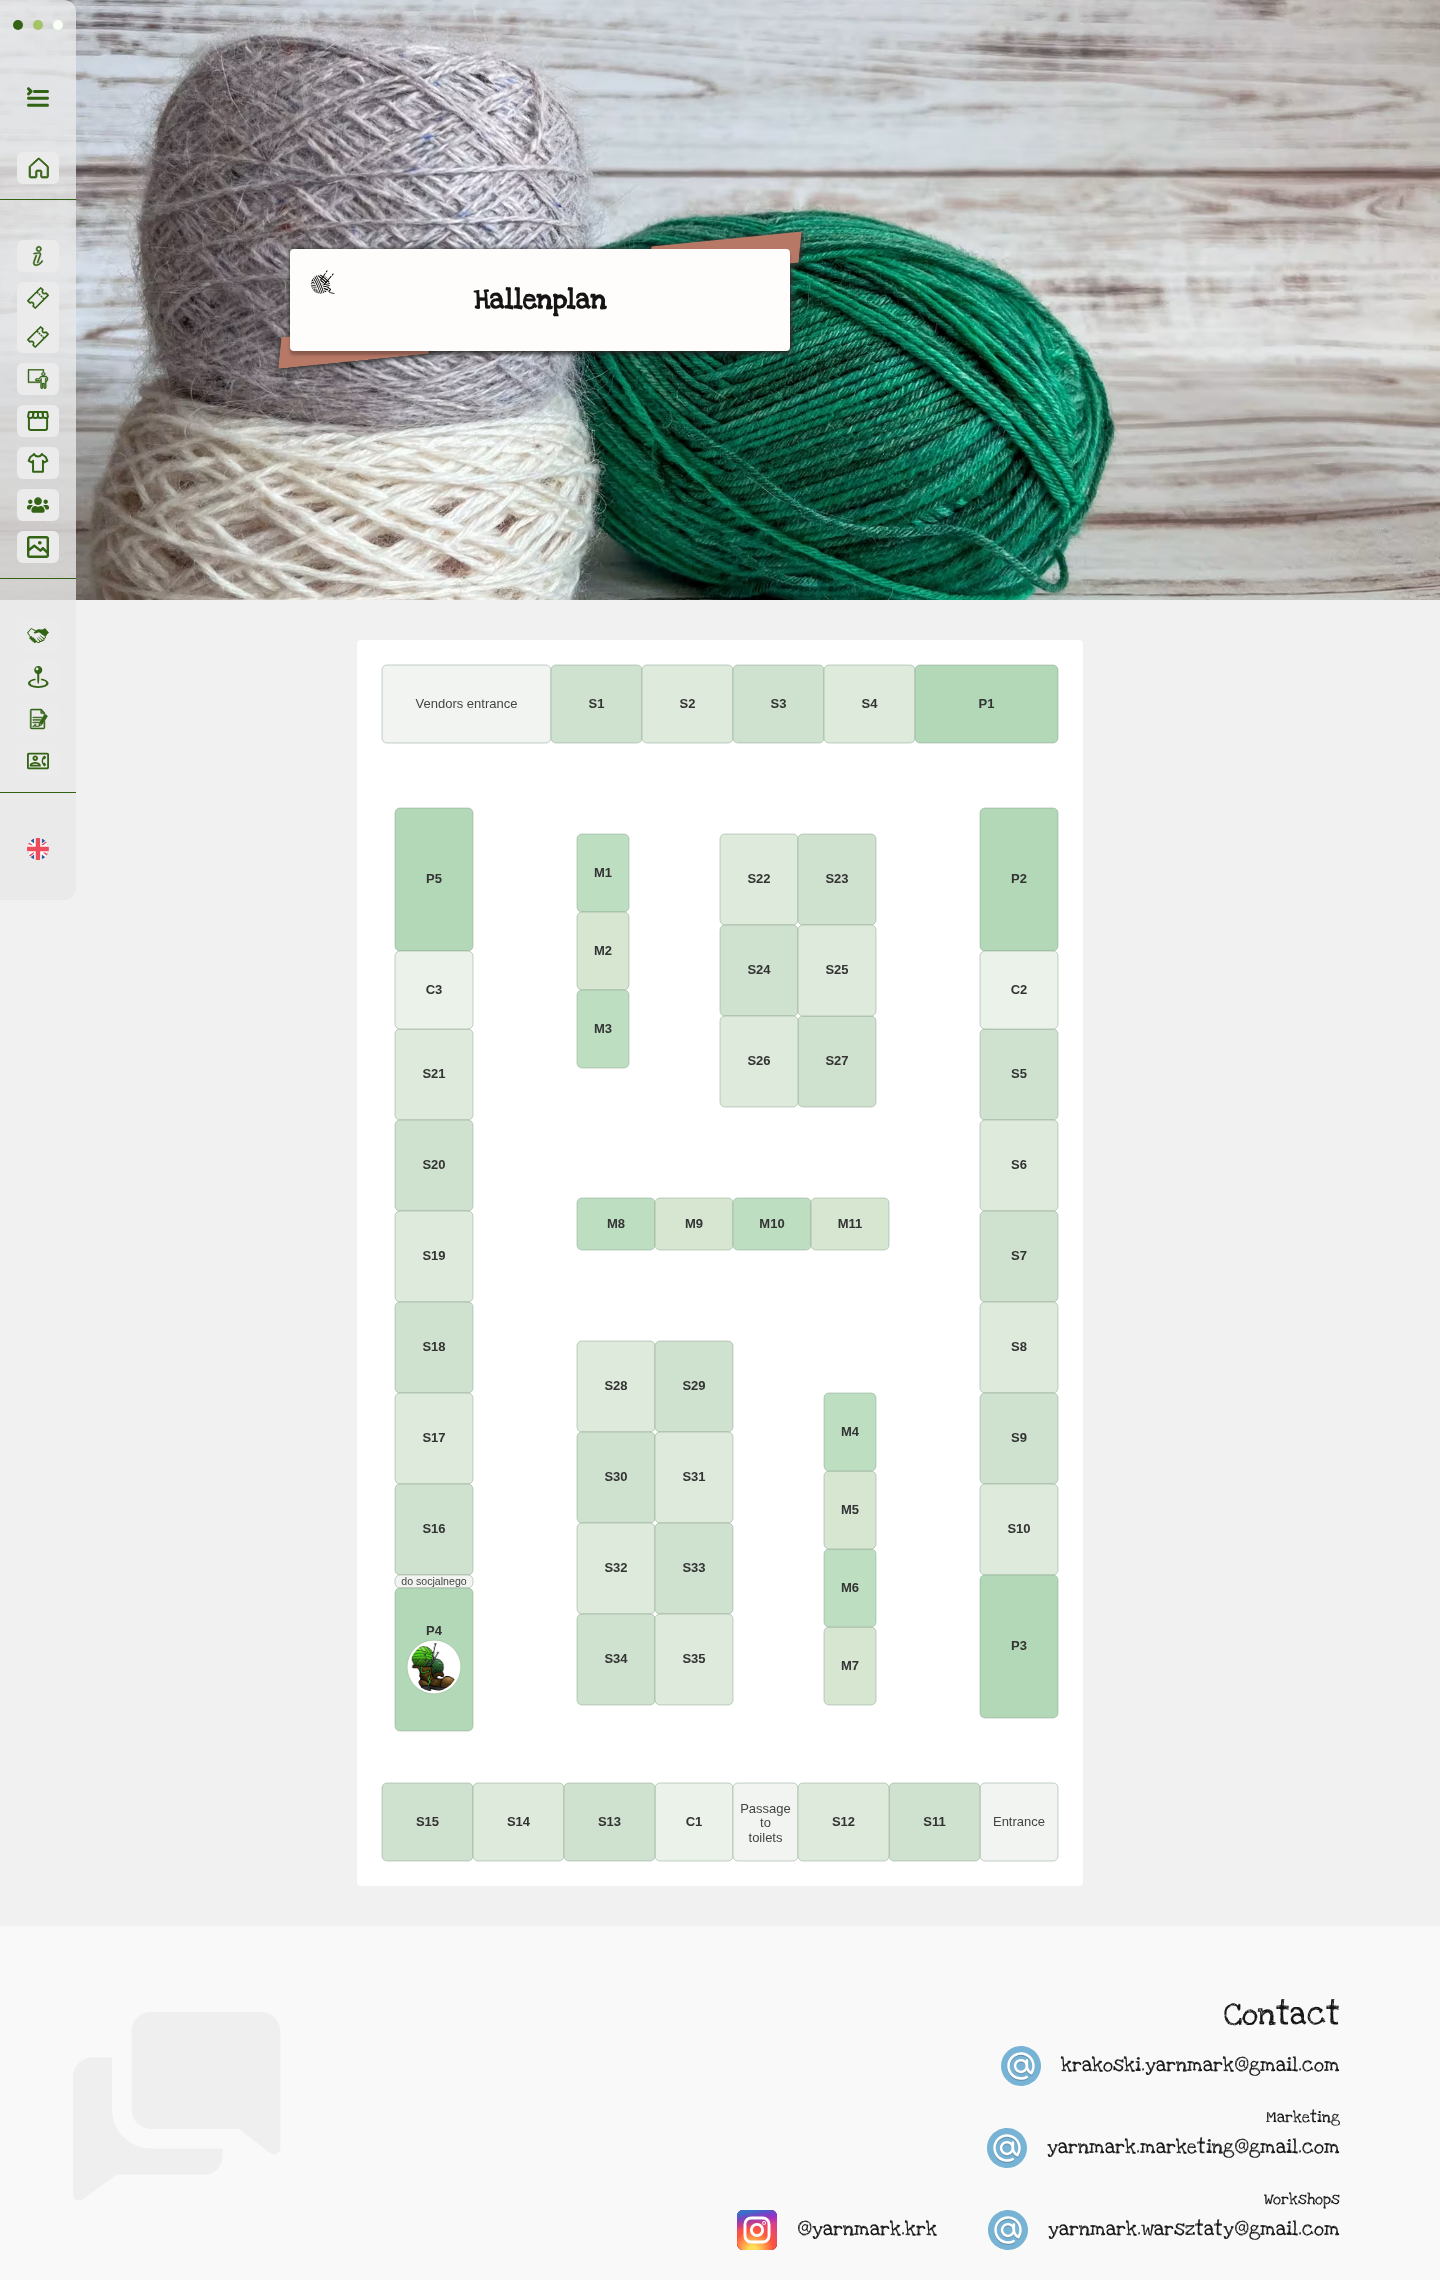 Hallenplan
Vendors entrance
S1
S2
S3
S4
P1
P5
M1
S22
S23
P2
M2
S24
S25
C3
C2
M3
S26
S27
S21
S5
S20
S6
M8
M9
M10
M11
S19
S7
S18
S8
S28
S29
S17
M4
S9
S30
S31
S16
M5
S10
S32
S33
do socjalnego
M6
P4
P3
S34
S35
M7
S15
S14
S13
C1
Passage
to
toilets
S12
S11
Entrance
Contact
krakoski.yarnmark@gmail.com
Marketing
yarnmark.marketing@gmail.com
Workshops
@yarnmark.krk
yarnmark.warsztaty@gmail.com